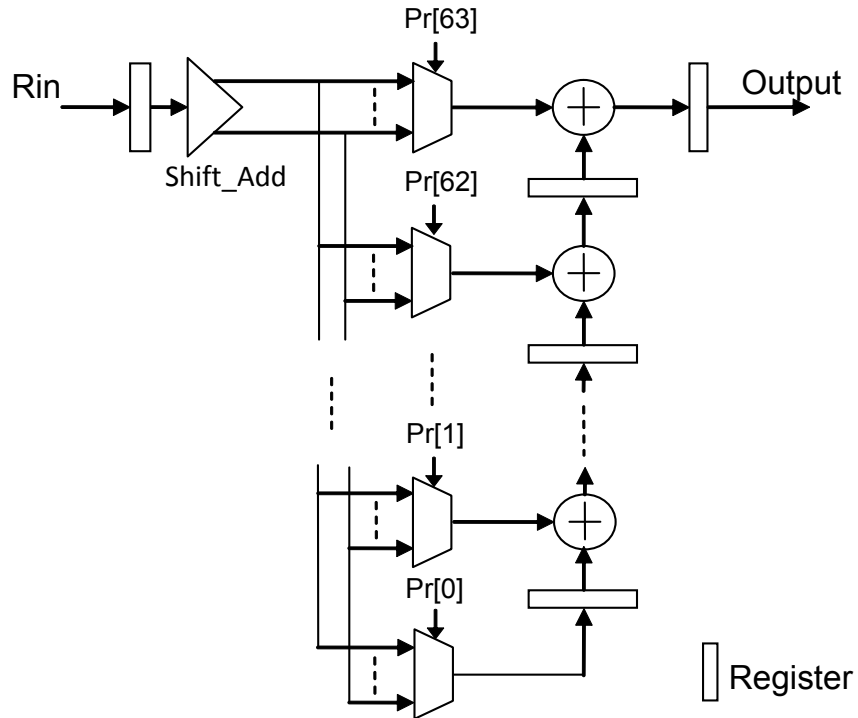 Pr[63]
Rin
Output
Shift_Add
Pr[62]
Pr[1]
Pr[0]
Register